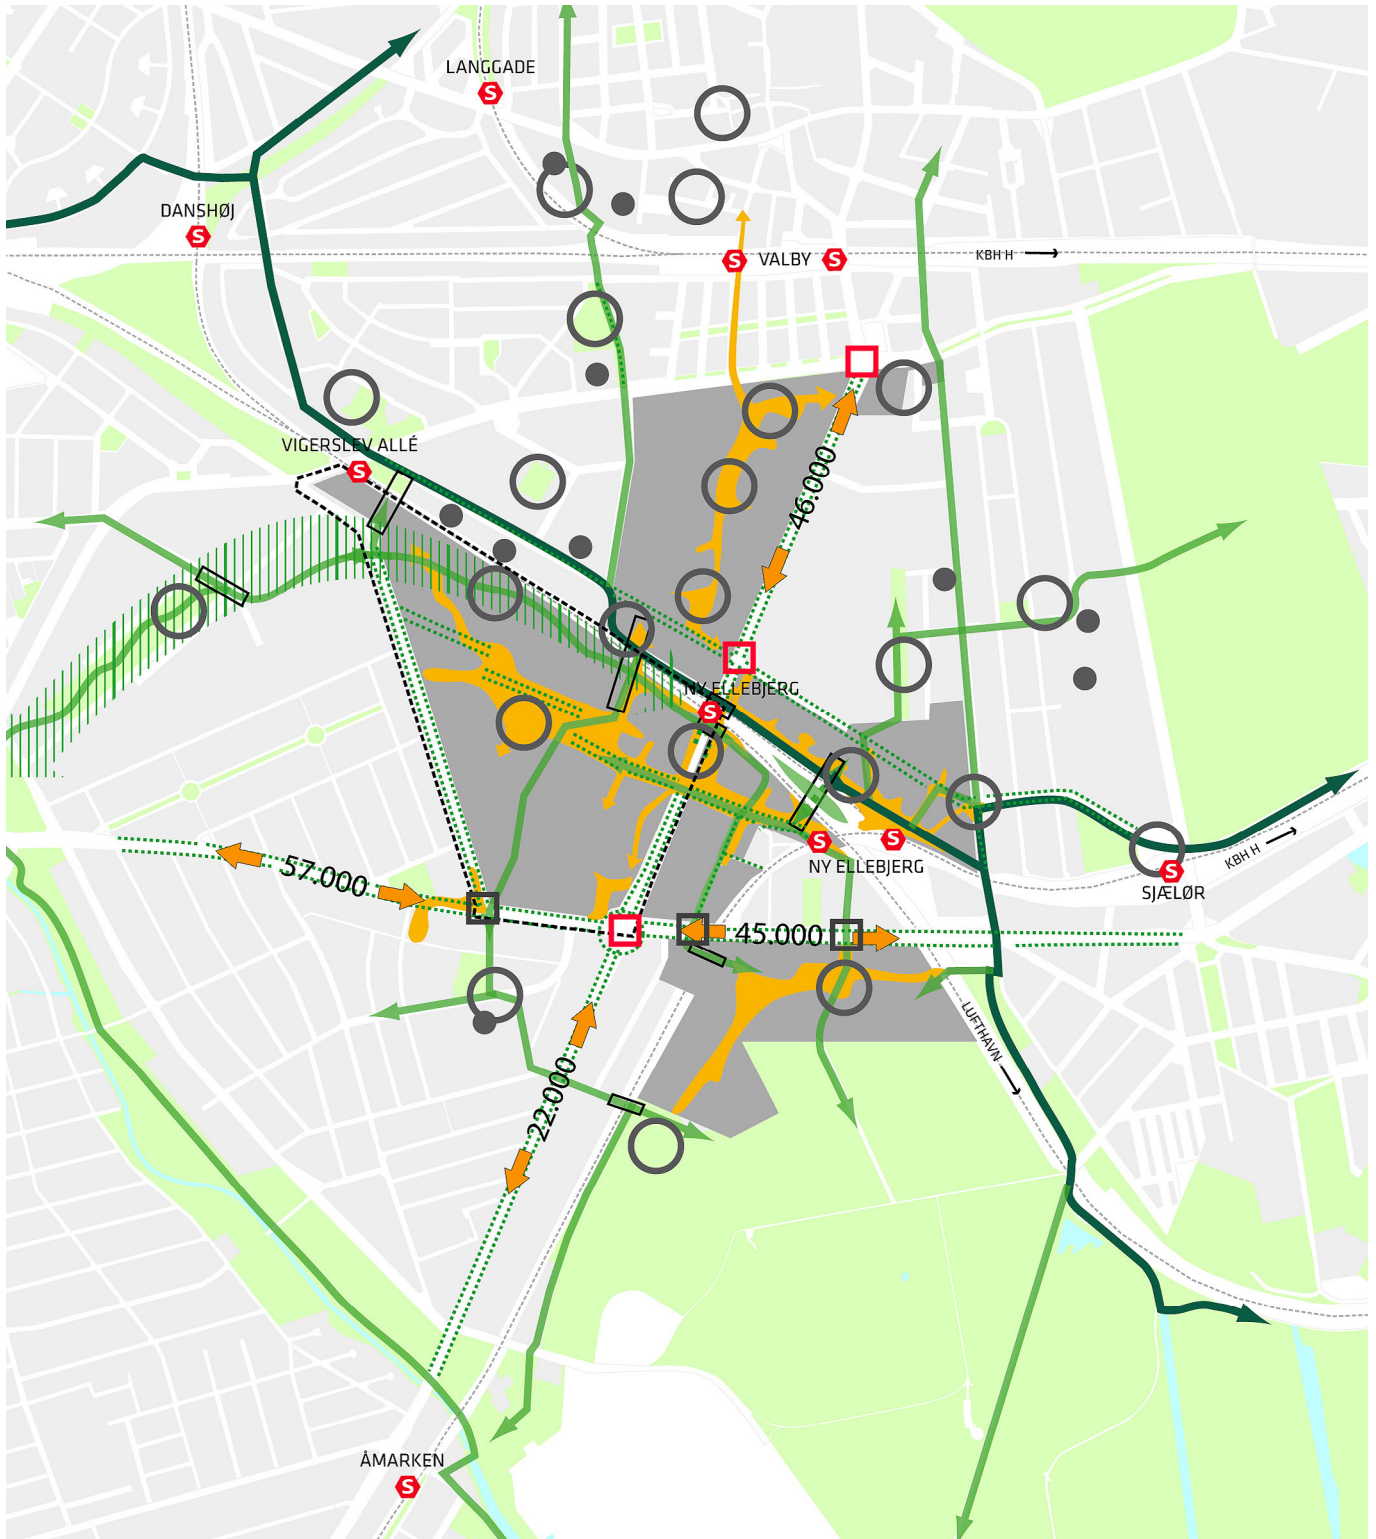 LANGGADE
S
DANSHØJ
S
S VALBY S
KBH H
VIGERSLEV ALLÉ
S
46.000
NY ELLEBJERG
S
S
S
NY ELLEBJERG
KBH H
S
SJÆLØR
57.000
45.000
LUFTHAVN
22.000
ÅMARKEN
S